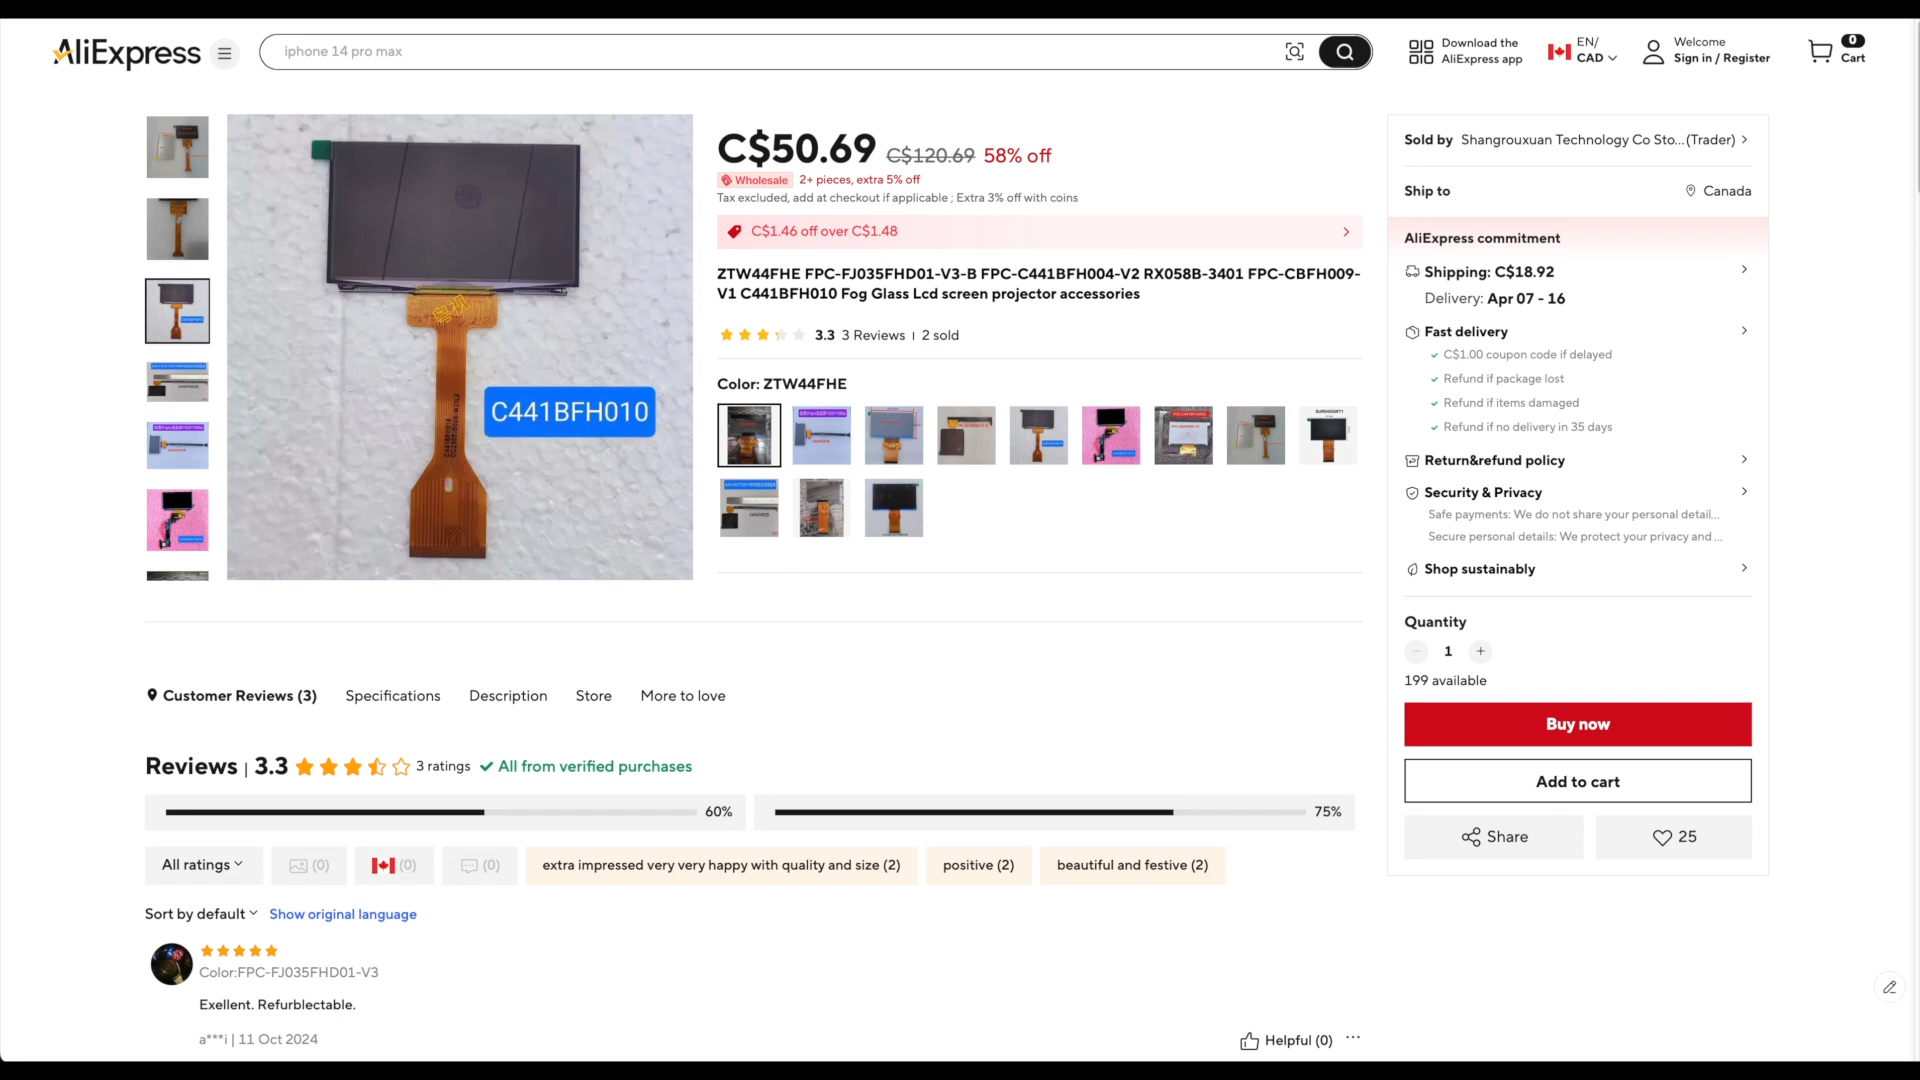 AliExpress
iphone 14 pro max
Download the
AliExpress app
EN/
CAD
Welcome
Sign in / Register
0
Cart
C441BFH010
C$50.69 C$120.69 58% off
Wholesale 2+ pieces, extra 5% off
Tax excluded, add at checkout if applicable ; Extra 3% off with coins
C$1.46 off over C$1.48
ZTW44FHE FPC-FJ035FHD01-V3-B FPC-C441BFH004-V2 RX058B-3401 FPC-CBFH009-
V1 C441BFH010 Fog Glass Lcd screen projector accessories
3.3 3 Reviews 2 sold
Color: ZTW44FHE
Customer Reviews (3) Specifications Description Store More to love
Reviews | 3.3 3 ratings All from verified purchases
60% 75%
All ratings (0) (0) (0) extra impressed very very happy with quality and size (2) positive (2) beautiful and festive (2)
Sort by default Show original language
Color:FPC-FJ035FHD01-V3
Exellent. Refurblectable.
a***i | 11 Oct 2024
Helpful (0) ...
Sold by Shangrouxuan Technology Co Sto...(Trader)
Ship to Canada
AliExpress commitment
Shipping: C$18.92
Delivery: Apr 07 - 16
Fast delivery
C$1.00 coupon code if delayed
Refund if package lost
Refund if items damaged
Refund if no delivery in 35 days
Return&refund policy
Security & Privacy
Safe payments: We do not share your personal detail...
Secure personal details: We protect your privacy and ...
Shop sustainably
Quantity
1
199 available
Buy now
Add to cart
Share 25